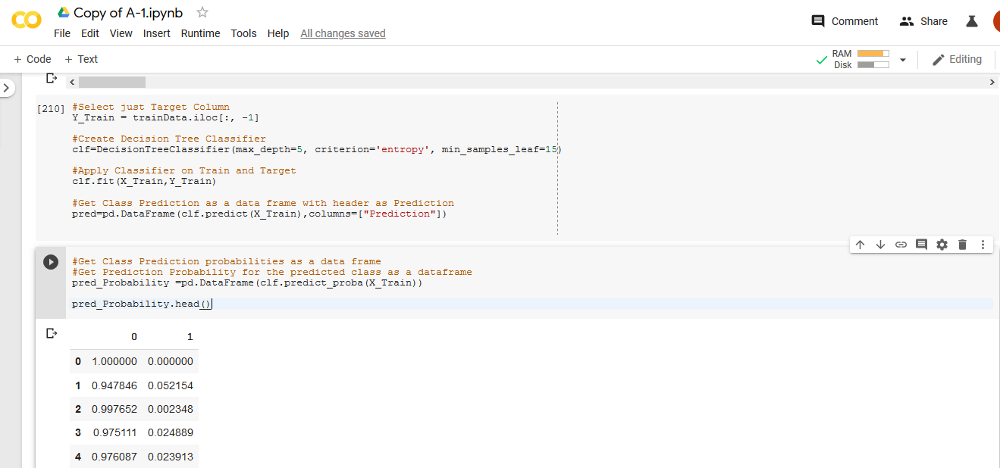 Copy of A-1.ipynb
Comment
Share
File Edit View Insert Runtime Tools Help All changes saved
+ Code + Text
RAM
Disk
Editing
[210]
#Select just Target Column
Y_Train = trainData.iloc[:, -1]
#Create Decision Tree Classifier
clf=DecisionTreeClassifier(max_depth=5, criterion='entropy', min_samples_leaf=15)
#Apply Classifier on Train and Target
clf.fit(X_Train,Y_Train)
#Get Class Prediction as a data frame with header as Prediction
pred=pd.DataFrame(clf.predict(X_Train),columns=["Prediction"])
#Get Class Prediction probabilities as a data frame
#Get Prediction Probability for the predicted class as a dataframe
pred_Probability =pd.DataFrame(clf.predict_proba(X_Train))
pred_Probability.head()
0 1
0 1.000000 0.000000
1 0.947846 0.052154
2 0.997652 0.002348
3 0.975111 0.024889
4 0.976087 0.023913